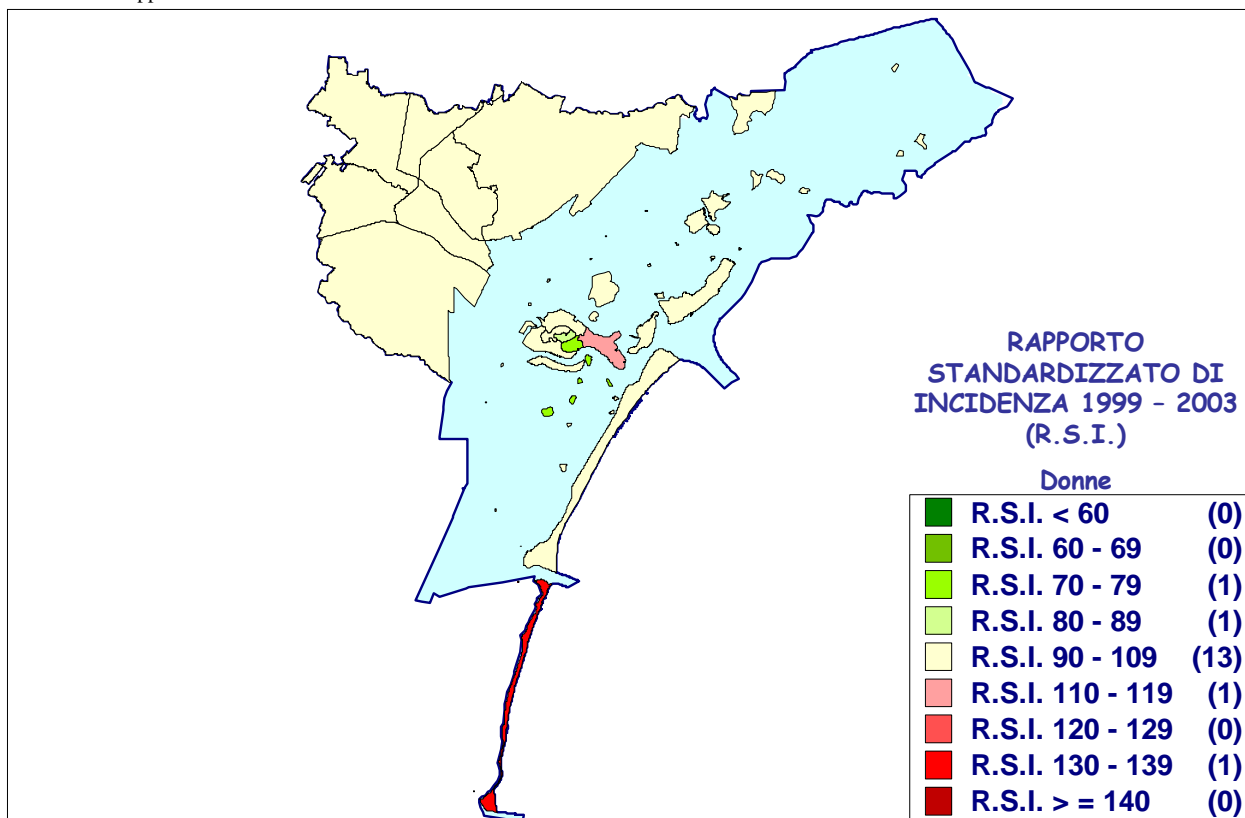 RAPPORTO
STANDARDIZZATO DI
INCIDENZA 1999 - 2003
(R.S.I.)
Donne
R.S.I. < 60 (0)
R.S.I. 60 - 69 (0)
R.S.I. 70 - 79 (1)
R.S.I. 80 - 89 (1)
R.S.I. 90 - 109 (13)
R.S.I. 110 - 119 (1)
R.S.I. 120 - 129 (0)
R.S.I. 130 - 139 (1)
R.S.I. > = 140 (0)